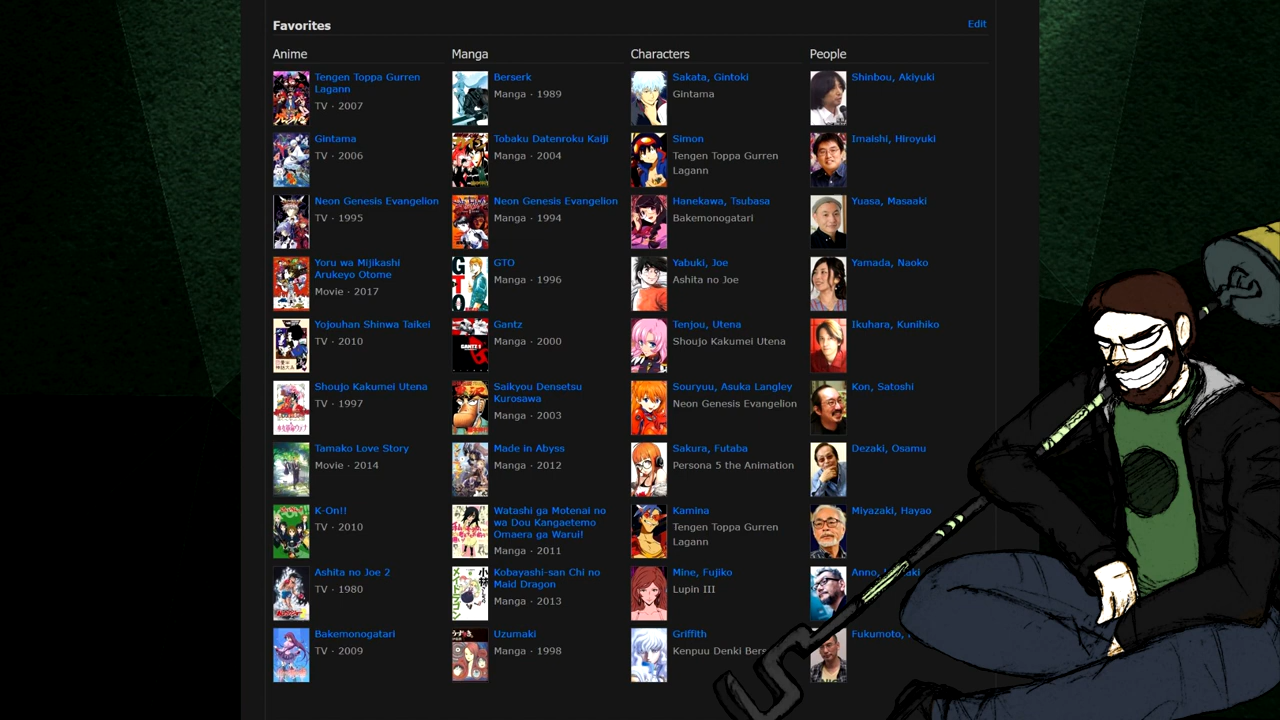 Favorites
Edit
Anime
Tengen Toppa Gurren
Lagann
TV · 2007
Gintama
TV · 2006
Neon Genesis Evangelion
TV · 1995
Yoru wa Mijikashi
Arukeyo Otome
Movie · 2017
Yojouhan Shinwa Taikei
TV · 2010
Shoujo Kakumei Utena
TV · 1997
Tamako Love Story
Movie · 2014
K-On!!
TV · 2010
Ashita no Joe 2
TV · 1980
Bakemonogatari
TV · 2009
Manga
Berserk
Manga · 1989
Tobaku Datenroku Kaiji
Manga · 2004
Neon Genesis Evangelion
Manga · 1994
GTO
Manga · 1996
Gantz
Manga · 2000
Saikyou Densetsu
Kurosawa
Manga · 2003
Made in Abyss
Manga · 2012
Watashi ga Motenai no
wa Dou Kangaetemo
Omaera ga Warui!
Manga · 2011
Kobayashi-san Chi no
Maid Dragon
Manga · 2013
Uzumaki
Manga · 1998
Characters
Sakata, Gintoki
Gintama
Simon
Tengen Toppa Gurren
Lagann
Hanekawa, Tsubasa
Bakemonogatari
Yabuki, Joe
Ashita no Joe
Tenjou, Utena
Shoujo Kakumei Utena
Souryuu, Asuka Langley
Neon Genesis Evangelion
Sakura, Futaba
Persona 5 the Animation
Kamina
Tengen Toppa Gurren
Lagann
Mine, Fujiko
Lupin III
Griffith
Kenpuu Denki
People
Shinbou, Akiyuki
Imaishi, Hiroyuki
Yuasa, Masaaki
Yamada, Naoko
Ikuhara, Kunihiko
Kon, Satoshi
Dezaki, Osamu
Miyazaki, Hayao
Anno,
Fukumoto,